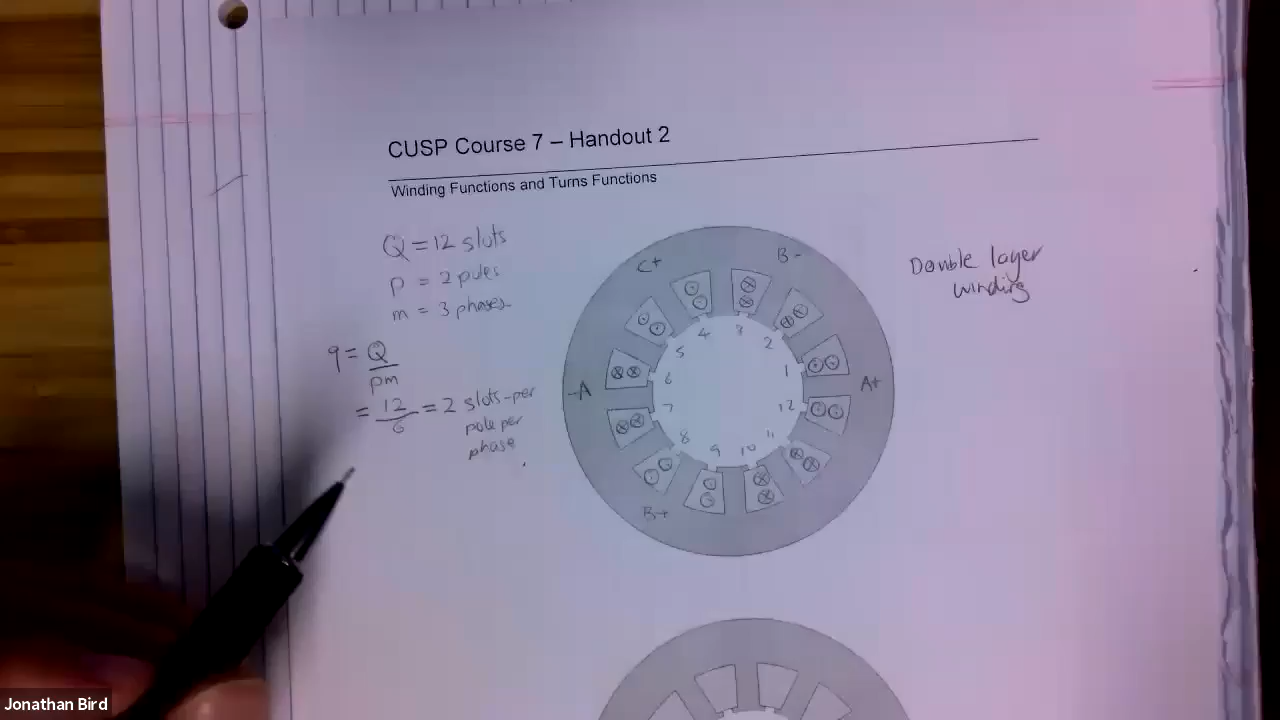 CUSP Course 7 – Handout 2
Winding Functions and Turns Functions
Q = 12 slots
p = 2 poles
m = 3 phases
q = Q
pm
= 12 = 2 slots-per
6
pole per
phase
C+
B-
Double layer
winding
4
3
5
2
6
1
-A
A+
7
12
8
11
9
10
B+
Jonathan Bird